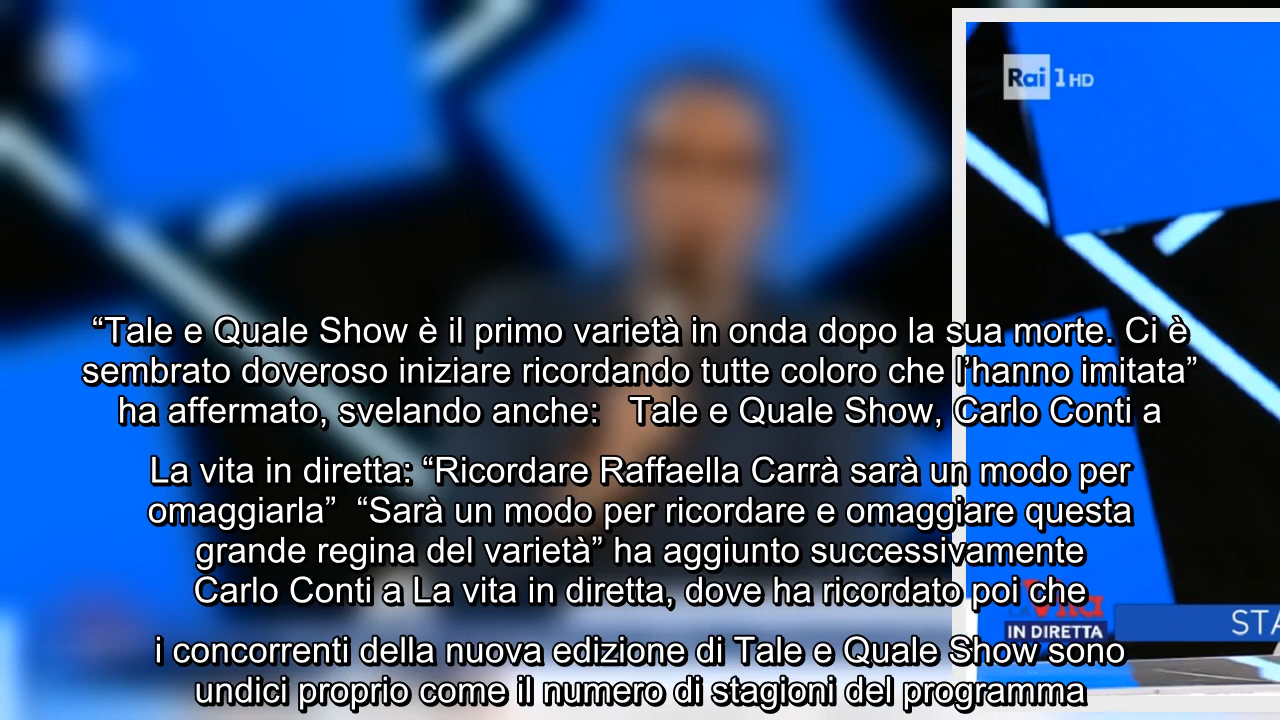 Rai 1 HD
“Tale e Quale Show è il primo varietà in onda dopo la sua morte. Ci è
sembrato doveroso iniziare ricordando tutte coloro che l’hanno imitata”
ha affermato, svelando anche: Tale e Quale Show, Carlo Conti a
La vita in diretta: “Ricordare Raffaella Carrà sarà un modo per
omaggiarla” “Sarà un modo per ricordare e omaggiare questa
grande regina del varietà” ha aggiunto successivamente
Carlo Conti a La vita in diretta, dove ha ricordato poi che
Vita
IN DIRETTA
STA
i concorrenti della nuova edizione di Tale e Quale Show sono
undici proprio come il numero di stagioni del programma